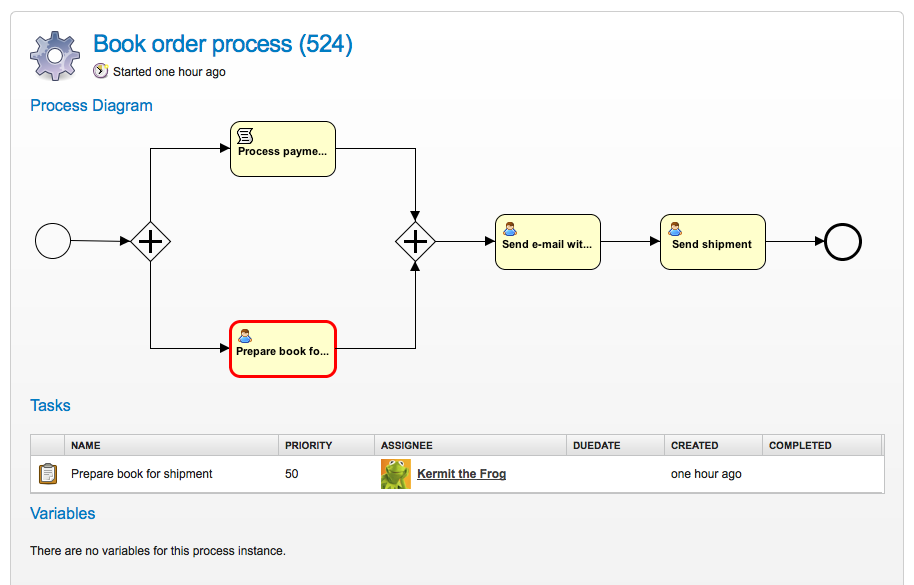 Book order process (524)
Started one hour ago
Process Diagram
Process payme...
Send e-mail wit...
Send shipment
Prepare book fo...
Tasks
NAME PRIORITY ASSIGNEE DUEDATE CREATED COMPLETED
Prepare book for shipment 50 Kermit the Frog one hour ago
Variables
There are no variables for this process instance.